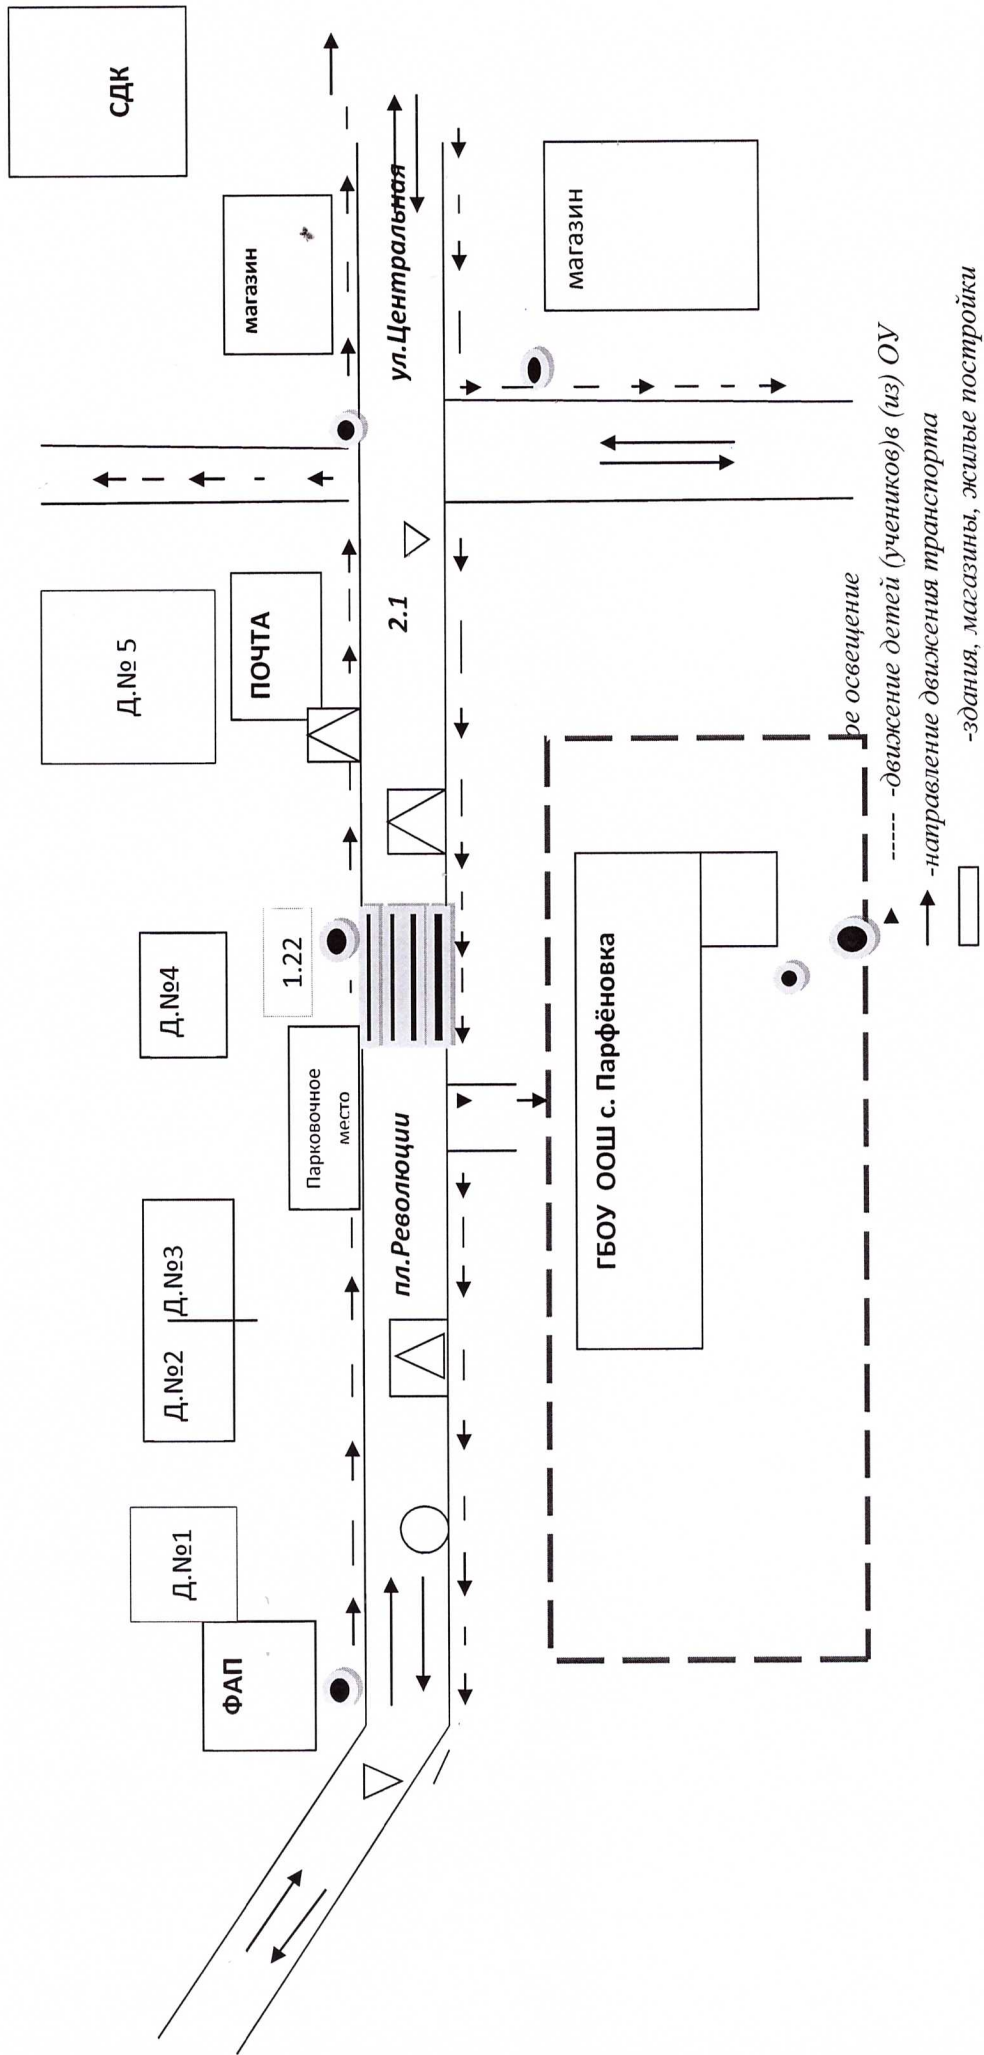 СДК
магазин
ул.Центральная
магазин
Д.№ 5
ПОЧТА
2.1
Д.№4
1.22
Парковочное
место
Д.№2 Д.№3
пл.Революции
Д.№1
ФАП
ГБОУ ООШ с. Парфёновка
освещение
----- -движение детей (учеников)в (из) ОУ
-направление движения транспорта
-здания, магазины, жилые постройки